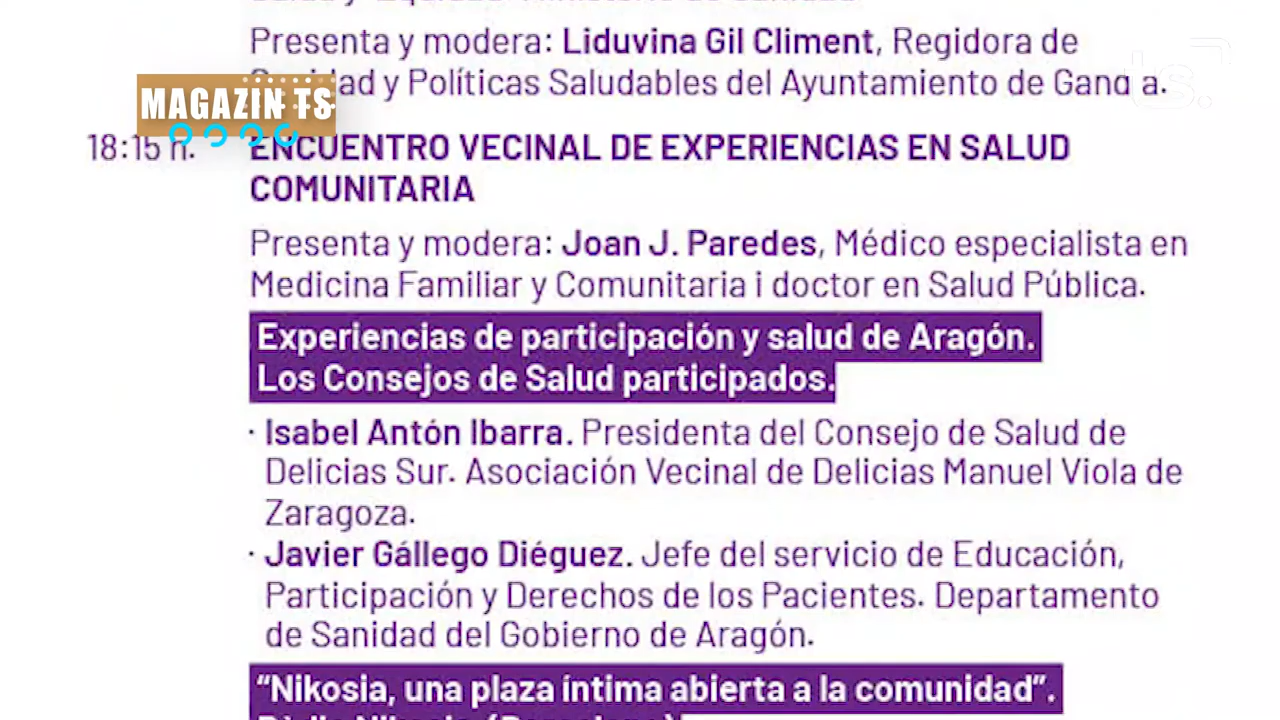 Presenta y modera: Liduvina Gil Climent, Regidora de
y Políticas Saludables del Ayuntamiento de
MAGAZÍN TS
ts.
18:15 h. ENCUENTRO VECINAL DE EXPERIENCIAS EN SALUD
COMUNITARIA
Presenta y modera: Joan J. Paredes, Médico especialista en
Medicina Familiar y Comunitaria i doctor en Salud Pública.
Experiencias de participación y salud de Aragón.
Los Consejos de Salud participados.
· Isabel Antón Ibarra. Presidenta del Consejo de Salud de
Delicias Sur. Asociación Vecinal de Delicias Manuel Viola de
Zaragoza.
· Javier Gállego Diéguez. Jefe del servicio de Educación,
Participación y Derechos de los Pacientes. Departamento
de Sanidad del Gobierno de Aragón.
“Nikosia, una plaza íntima abierta a la comunidad”.